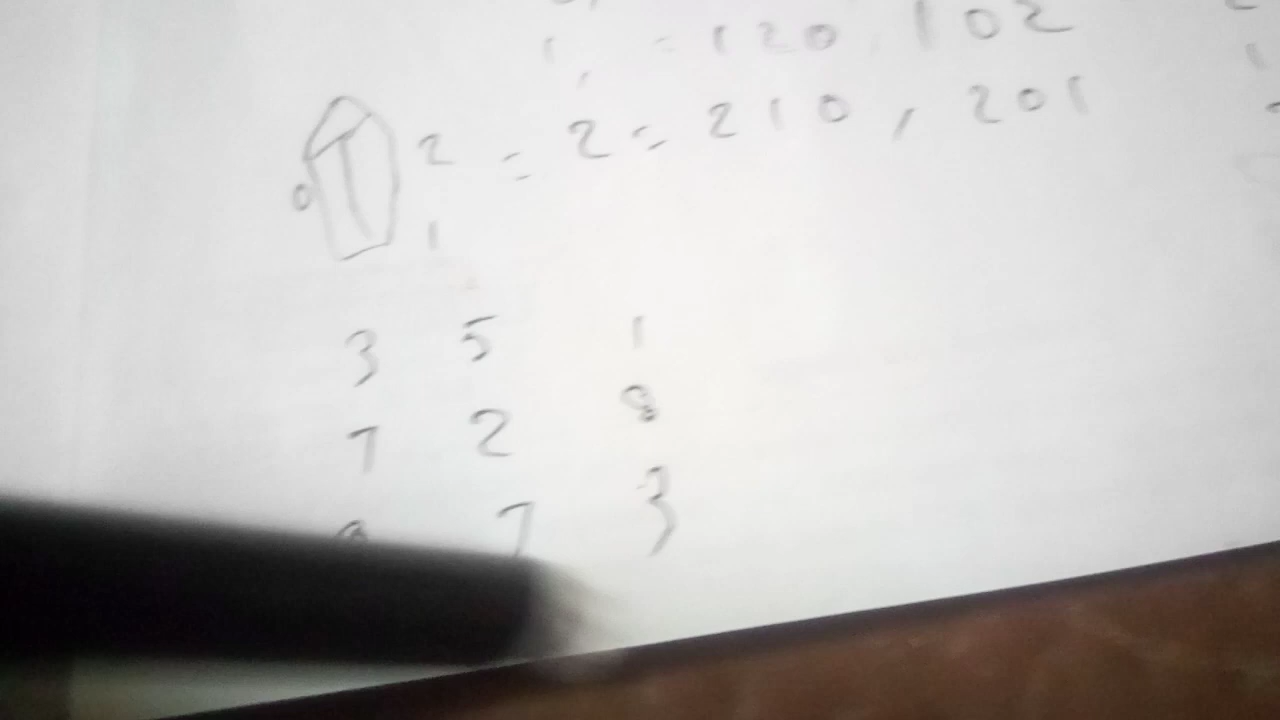 1, = 120, 102
2 = 2 = 210, 201
0
1
3 5 1
7 2 8
7 3